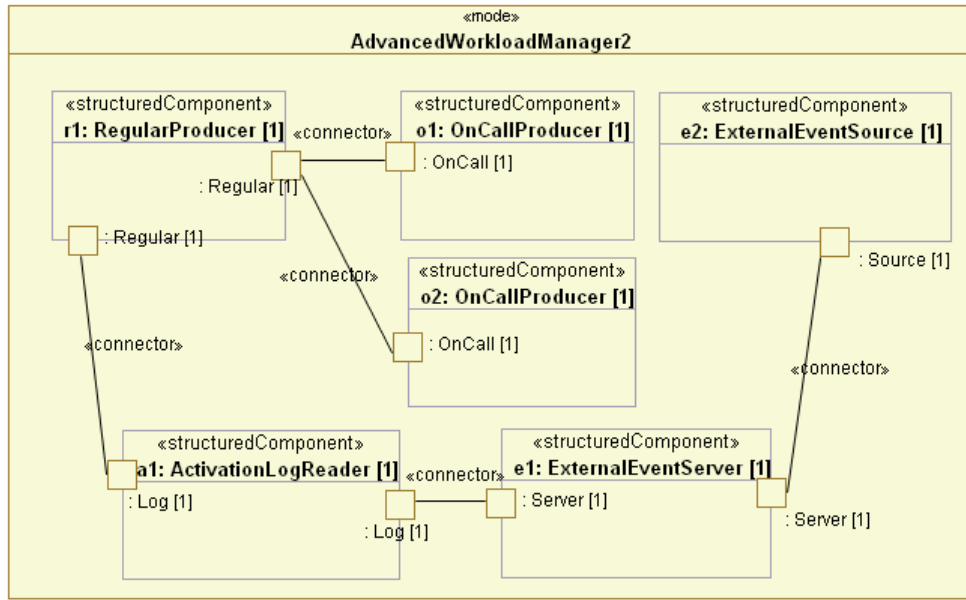 «mode»
AdvancedWorkloadManager2
«structuredComponent»
r1: RegularProducer [1]
«connector»
: Regular [1]
: Regular [1]
«structuredComponent»
o1: OnCallProducer [1]
: OnCall [1]
«structuredComponent»
e2: ExternalEventSource [1]
: Source [1]
«connector»
«structuredComponent»
o2: OnCallProducer [1]
: OnCall [1]
«connector»
«connector»
«structuredComponent»
a1: ActivationLogReader [1]
: Log [1]
: Log [1]
«connector»
«structuredComponent»
e1: ExternalEventServer [1]
: Server [1]
: Server [1]